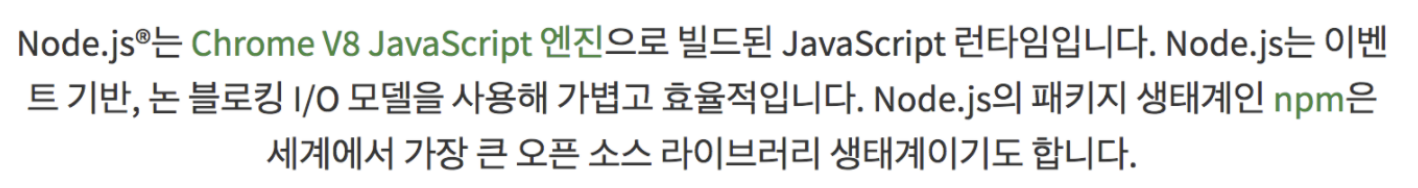 Node.js®는 Chrome V8 JavaScript 엔진으로 빌드된 JavaScript 런타임입니다. Node.js는 이벤
트 기반, 논 블로킹 I/O 모델을 사용해 가볍고 효율적입니다. Node.js의 패키지 생태계인 npm은
세계에서 가장 큰 오픈 소스 라이브러리 생태계이기도 합니다.